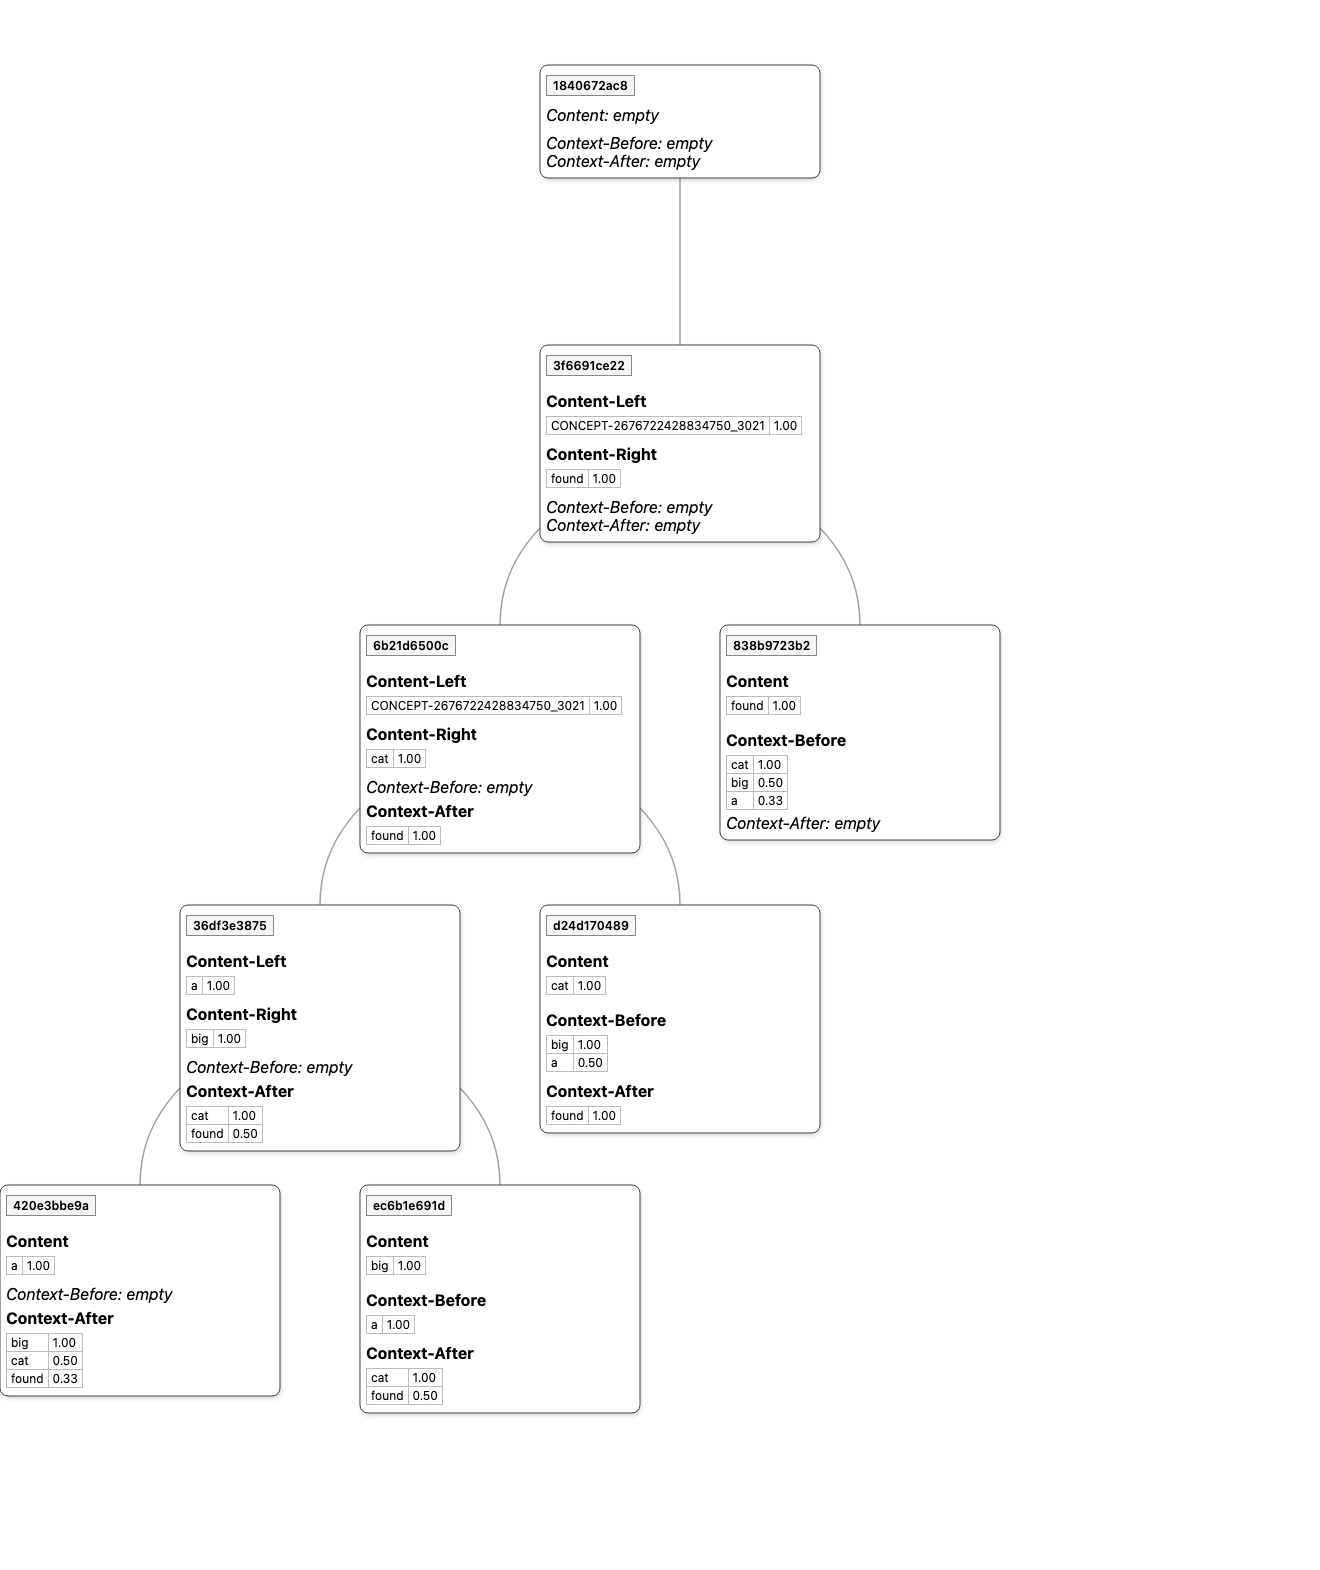 1840672ac8
Content: empty
Context-Before: empty
Context-After: empty
3f6691ce22
Content-Left
CONCEPT-2676722428834750_3021 1.00
Content-Right
found 1.00
Context-Before: empty
Context-After: empty
6b21d6500c
Content-Left
CONCEPT-2676722428834750_3021 1.00
Content-Right
cat 1.00
Context-Before: empty
Context-After
found 1.00
838b9723b2
Content
found 1.00
Context-Before
cat 1.00
big 0.50
a 0.33
Context-After: empty
36df3e3875
Content-Left
a 1.00
Content-Right
big 1.00
Context-Before: empty
Context-After
cat 1.00
found 0.50
d24d170489
Content
cat 1.00
Context-Before
big 1.00
a 0.50
Context-After
found 1.00
420e3bbe9a
Content
a 1.00
Context-Before: empty
Context-After
big 1.00
cat 0.50
found 0.33
ec6b1e691d
Content
big 1.00
Context-Before
a 1.00
Context-After
cat 1.00
found 0.50